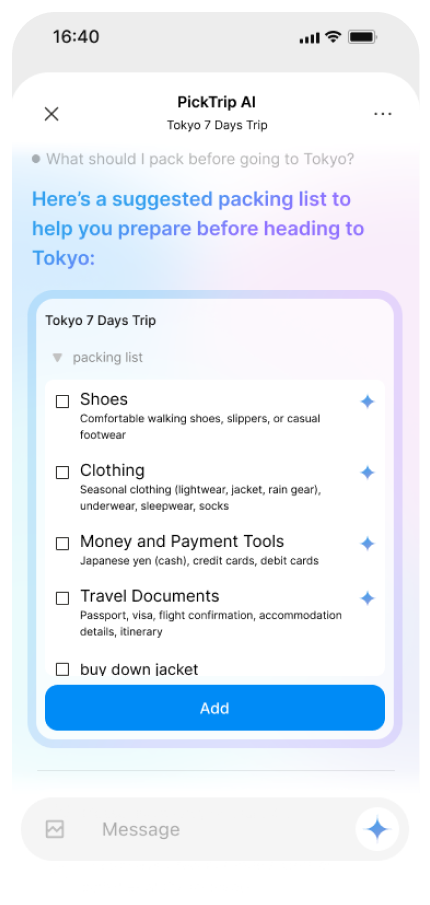 16:40
PickTrip AI
Tokyo 7 Days Trip
What should I pack before going to Tokyo?
Here's a suggested packing list to
help you prepare before heading to
Tokyo:
Tokyo 7 Days Trip
packing list
Shoes
Comfortable walking shoes, slippers, or casual
footwear
Clothing
Seasonal clothing (lightwear, jacket, rain gear),
underwear, sleepwear, socks
Money and Payment Tools
Japanese yen (cash), credit cards, debit cards
Travel Documents
Passport, visa, flight confirmation, accommodation
details, itinerary
buy down jacket
Add
Message